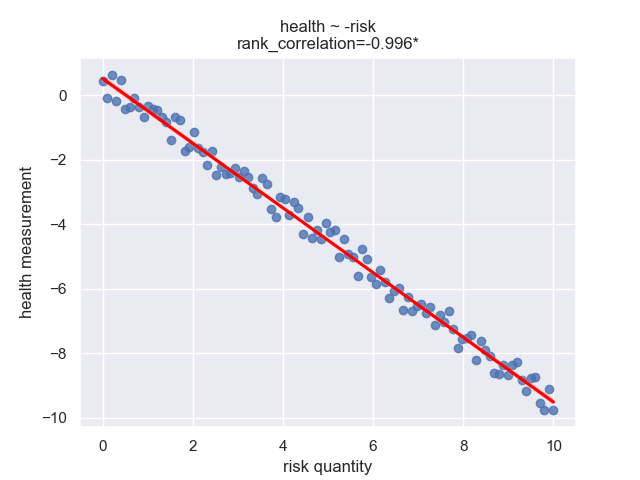 health ~ -risk
rank_correlation=-0.996*
0
−2
−4
−6
−8
−10
health measurement
0 2 4 6 8 10
risk quantity